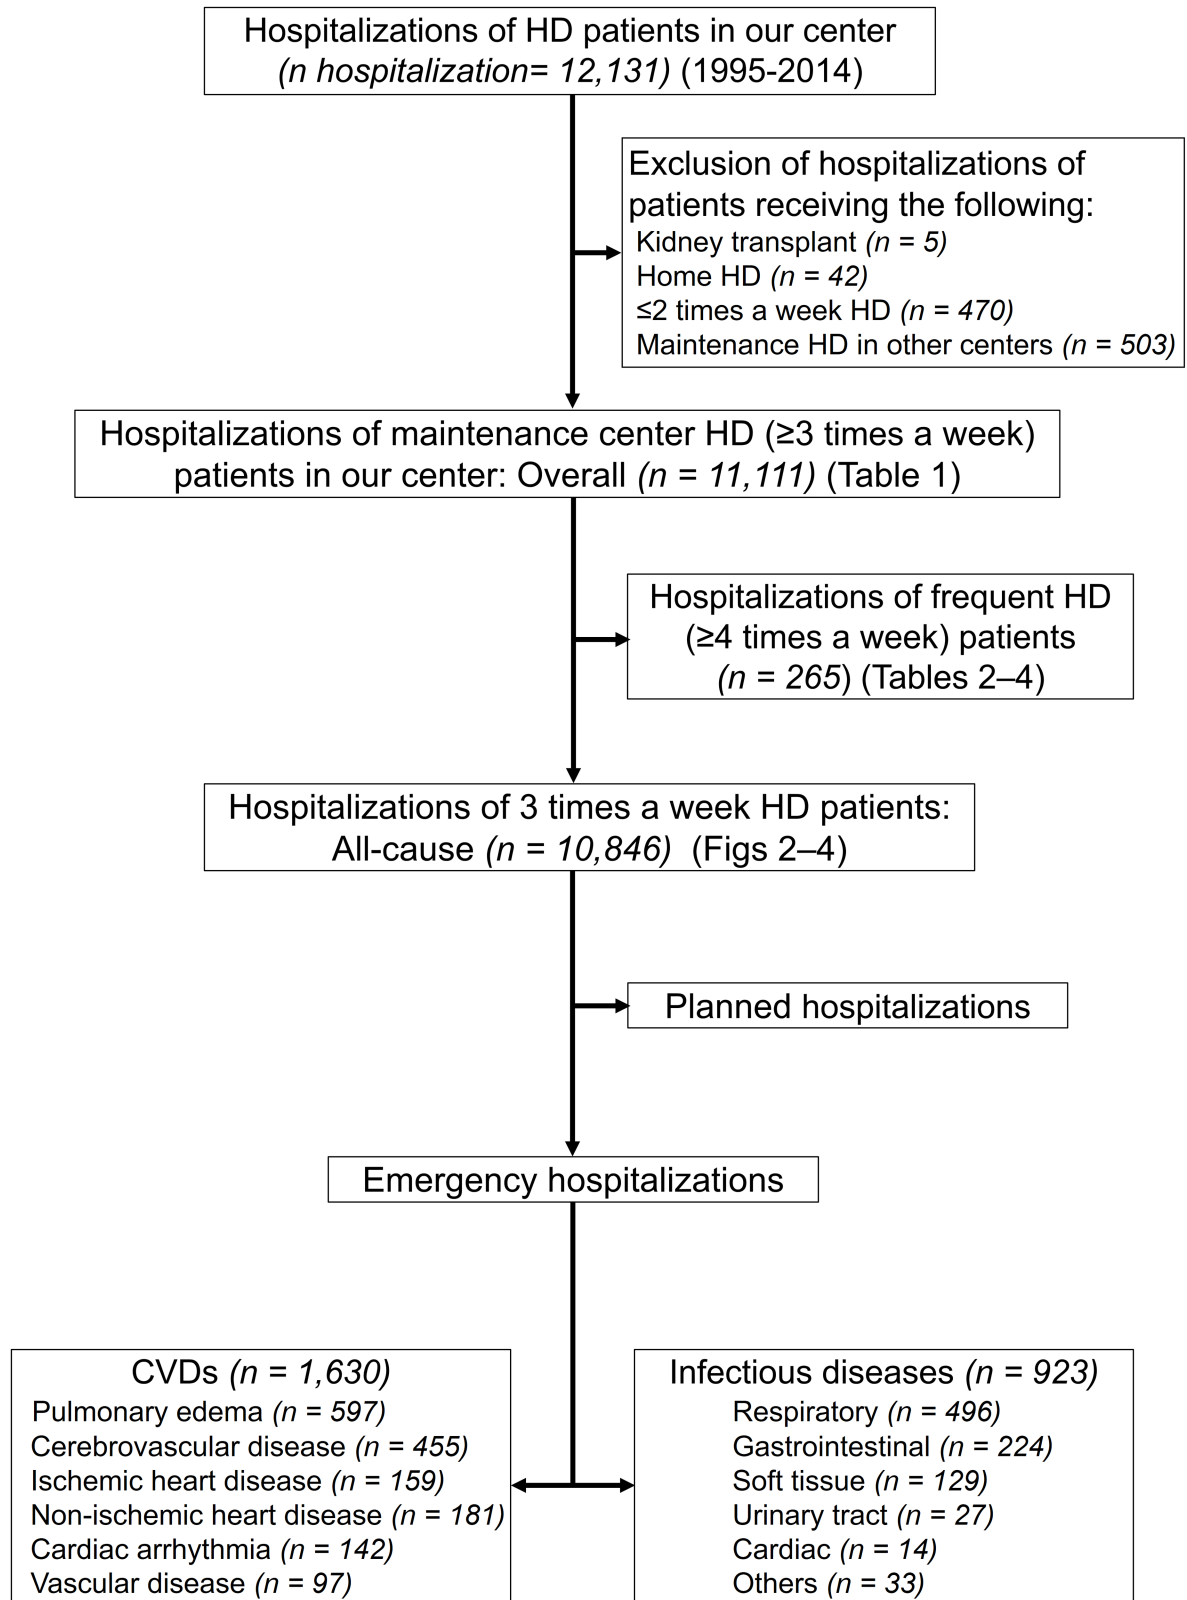 Hospitalizations of HD patients in our center
(n hospitalization= 12,131) (1995-2014)
Exclusion of hospitalizations of
patients receiving the following:
Kidney transplant (n = 5)
Home HD (n = 42)
≤2 times a week HD (n = 470)
Maintenance HD in other centers (n = 503)
Hospitalizations of maintenance center HD (≥3 times a week)
patients in our center: Overall (n = 11,111) (Table 1)
Hospitalizations of frequent HD
(≥4 times a week) patients
(n = 265) (Tables 2–4)
Hospitalizations of 3 times a week HD patients:
All-cause (n = 10,846) (Figs 2–4)
Planned hospitalizations
Emergency hospitalizations
CVDs (n = 1,630)
Pulmonary edema (n = 597)
Cerebrovascular disease (n = 455)
Ischemic heart disease (n = 159)
Non-ischemic heart disease (n = 181)
Cardiac arrhythmia (n = 142)
Vascular disease (n = 97)
Infectious diseases (n = 923)
Respiratory (n = 496)
Gastrointestinal (n = 224)
Soft tissue (n = 129)
Urinary tract (n = 27)
Cardiac (n = 14)
Others (n = 33)